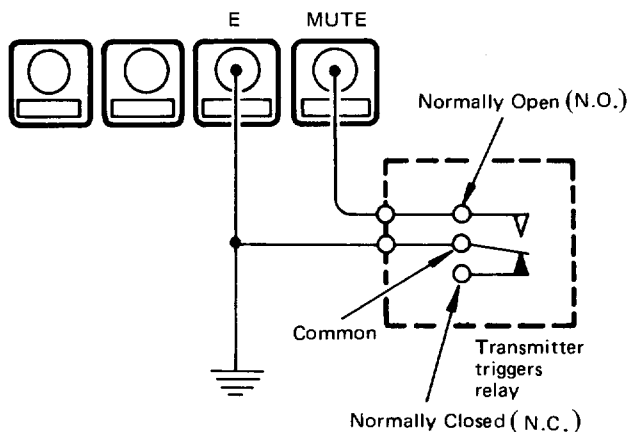 E
MUTE
Normally Open (N.O.)
Common
Transmitter
triggers
relay
Normally Closed (N.C.)